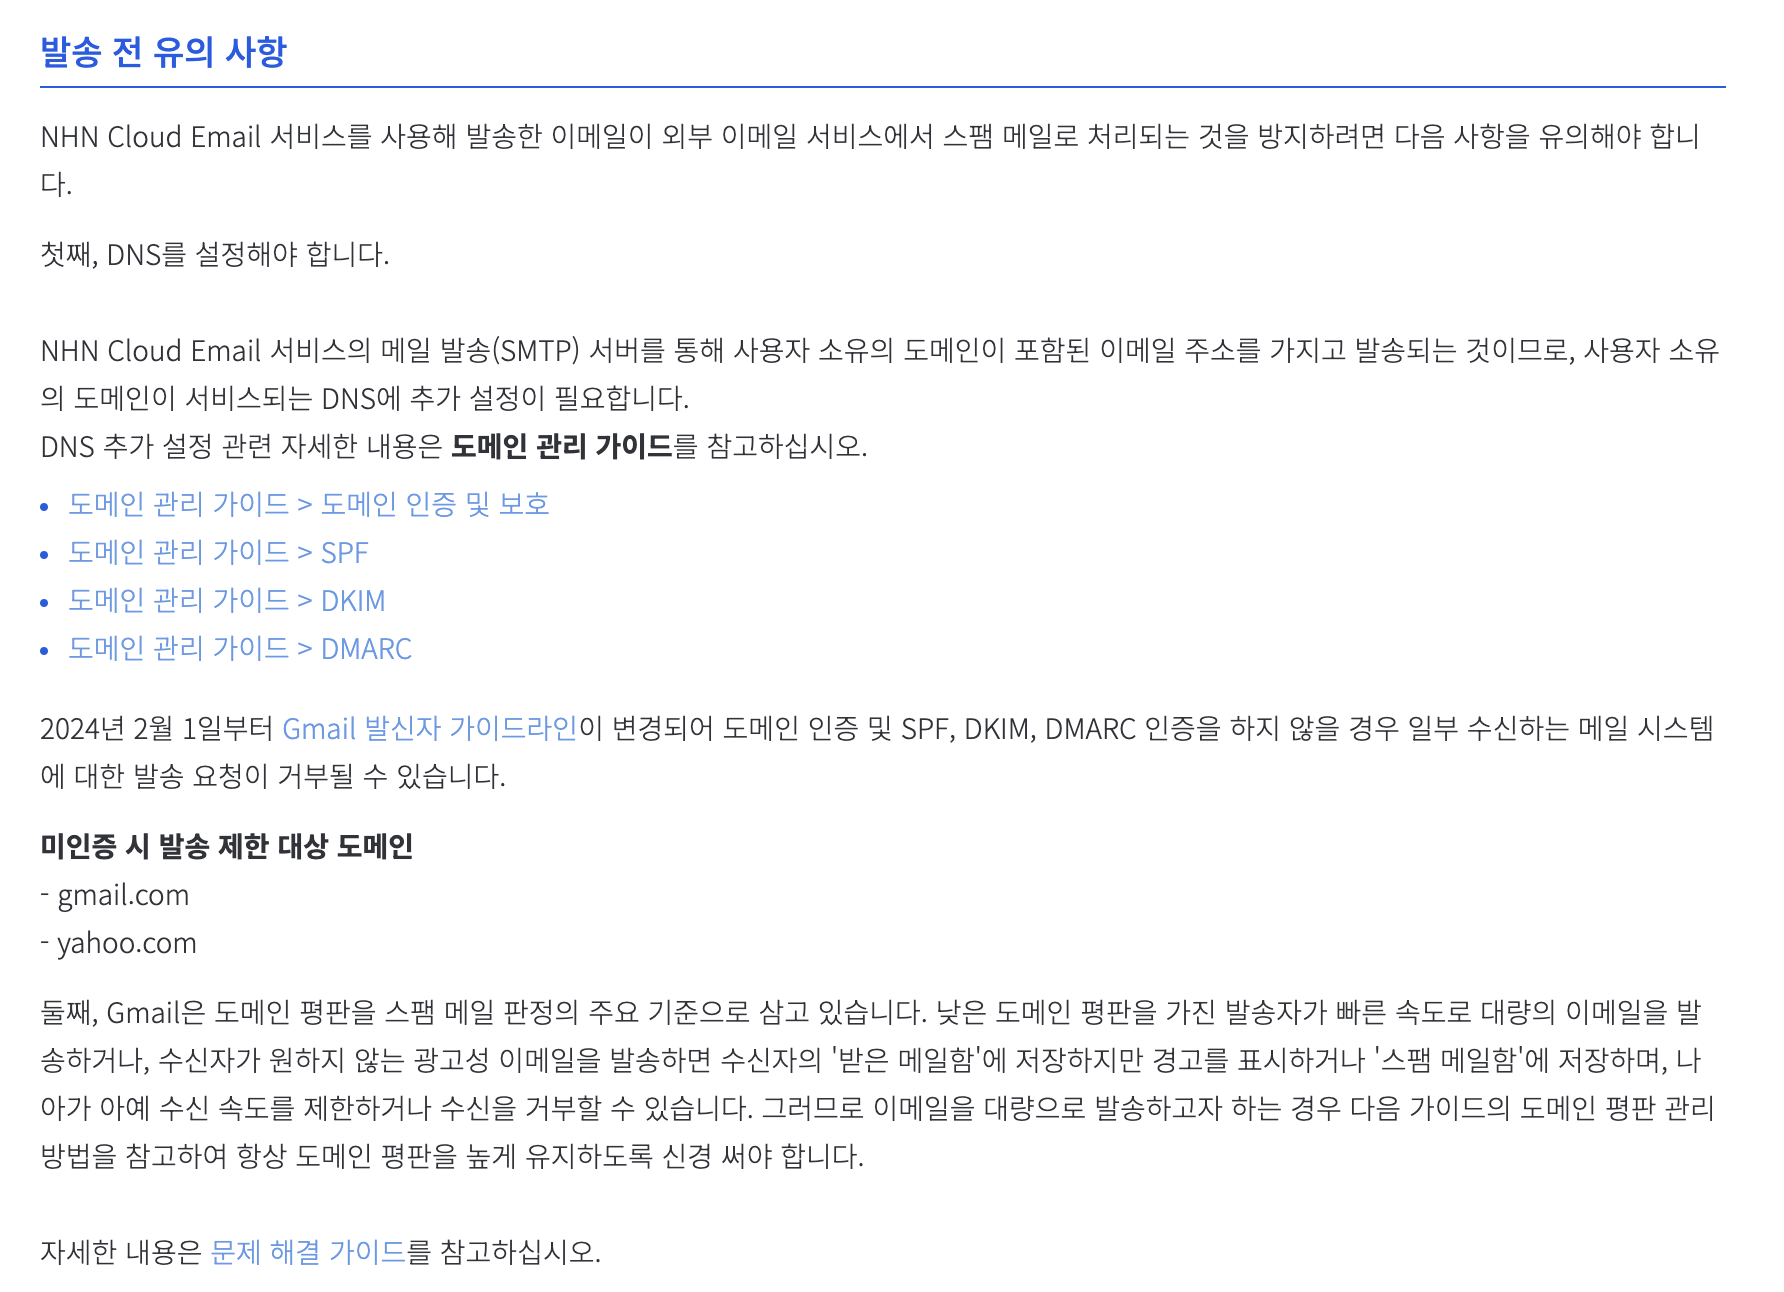 발송 전 유의 사항
NHN Cloud Email 서비스를 사용해 발송한 이메일이 외부 이메일 서비스에서 스팸 메일로 처리되는 것을 방지하려면 다음 사항을 유의해야 합니
다.
첫째, DNS를 설정해야 합니다.
NHN Cloud Email 서비스의 메일 발송(SMTP) 서버를 통해 사용자 소유의 도메인이 포함된 이메일 주소를 가지고 발송되는 것이므로, 사용자 소유
의 도메인이 서비스되는 DNS에 추가 설정이 필요합니다.
DNS 추가 설정 관련 자세한 내용은 도메인 관리 가이드를 참고하십시오.
• 도메인 관리 가이드 > 도메인 인증 및 보호
• 도메인 관리 가이드 > SPF
• 도메인 관리 가이드 > DKIM
• 도메인 관리 가이드 > DMARC
2024년 2월 1일부터 Gmail 발신자 가이드라인이 변경되어 도메인 인증 및 SPF, DKIM, DMARC 인증을 하지 않을 경우 일부 수신하는 메일 시스템
에 대한 발송 요청이 거부될 수 있습니다.
미인증 시 발송 제한 대상 도메인
- gmail.com
- yahoo.com
둘째, Gmail은 도메인 평판을 스팸 메일 판정의 주요 기준으로 삼고 있습니다. 낮은 도메인 평판을 가진 발송자가 빠른 속도로 대량의 이메일을 발
송하거나, 수신자가 원하지 않는 광고성 이메일을 발송하면 수신자의 '받은 메일함'에 저장하지만 경고를 표시하거나 '스팸 메일함'에 저장하며, 나
아가 아예 수신 속도를 제한하거나 수신을 거부할 수 있습니다. 그러므로 이메일을 대량으로 발송하고자 하는 경우 다음 가이드의 도메인 평판 관리
방법을 참고하여 항상 도메인 평판을 높게 유지하도록 신경 써야 합니다.
자세한 내용은 문제 해결 가이드를 참고하십시오.